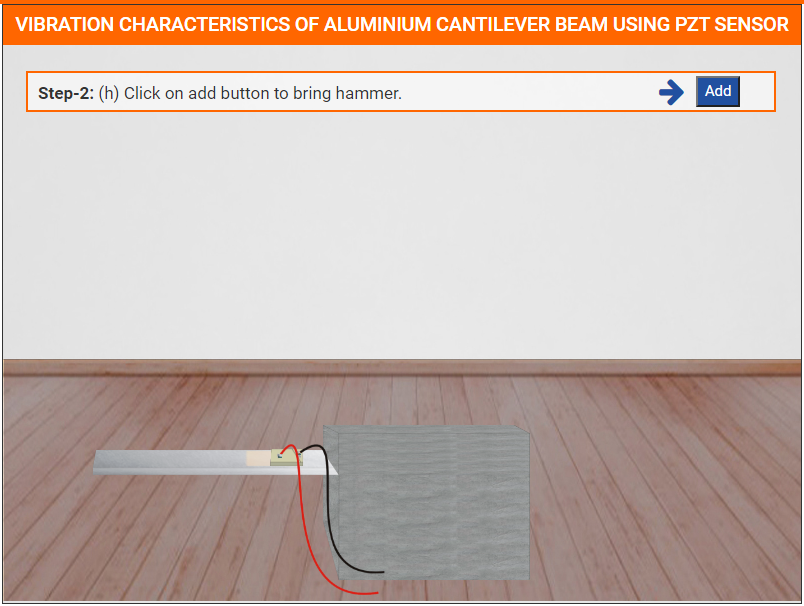 VIBRATION CHARACTERISTICS OF ALUMINIUM CANTILEVER BEAM USING PZT SENSOR
Step-2: (h) Click on add button to bring hammer.
Add